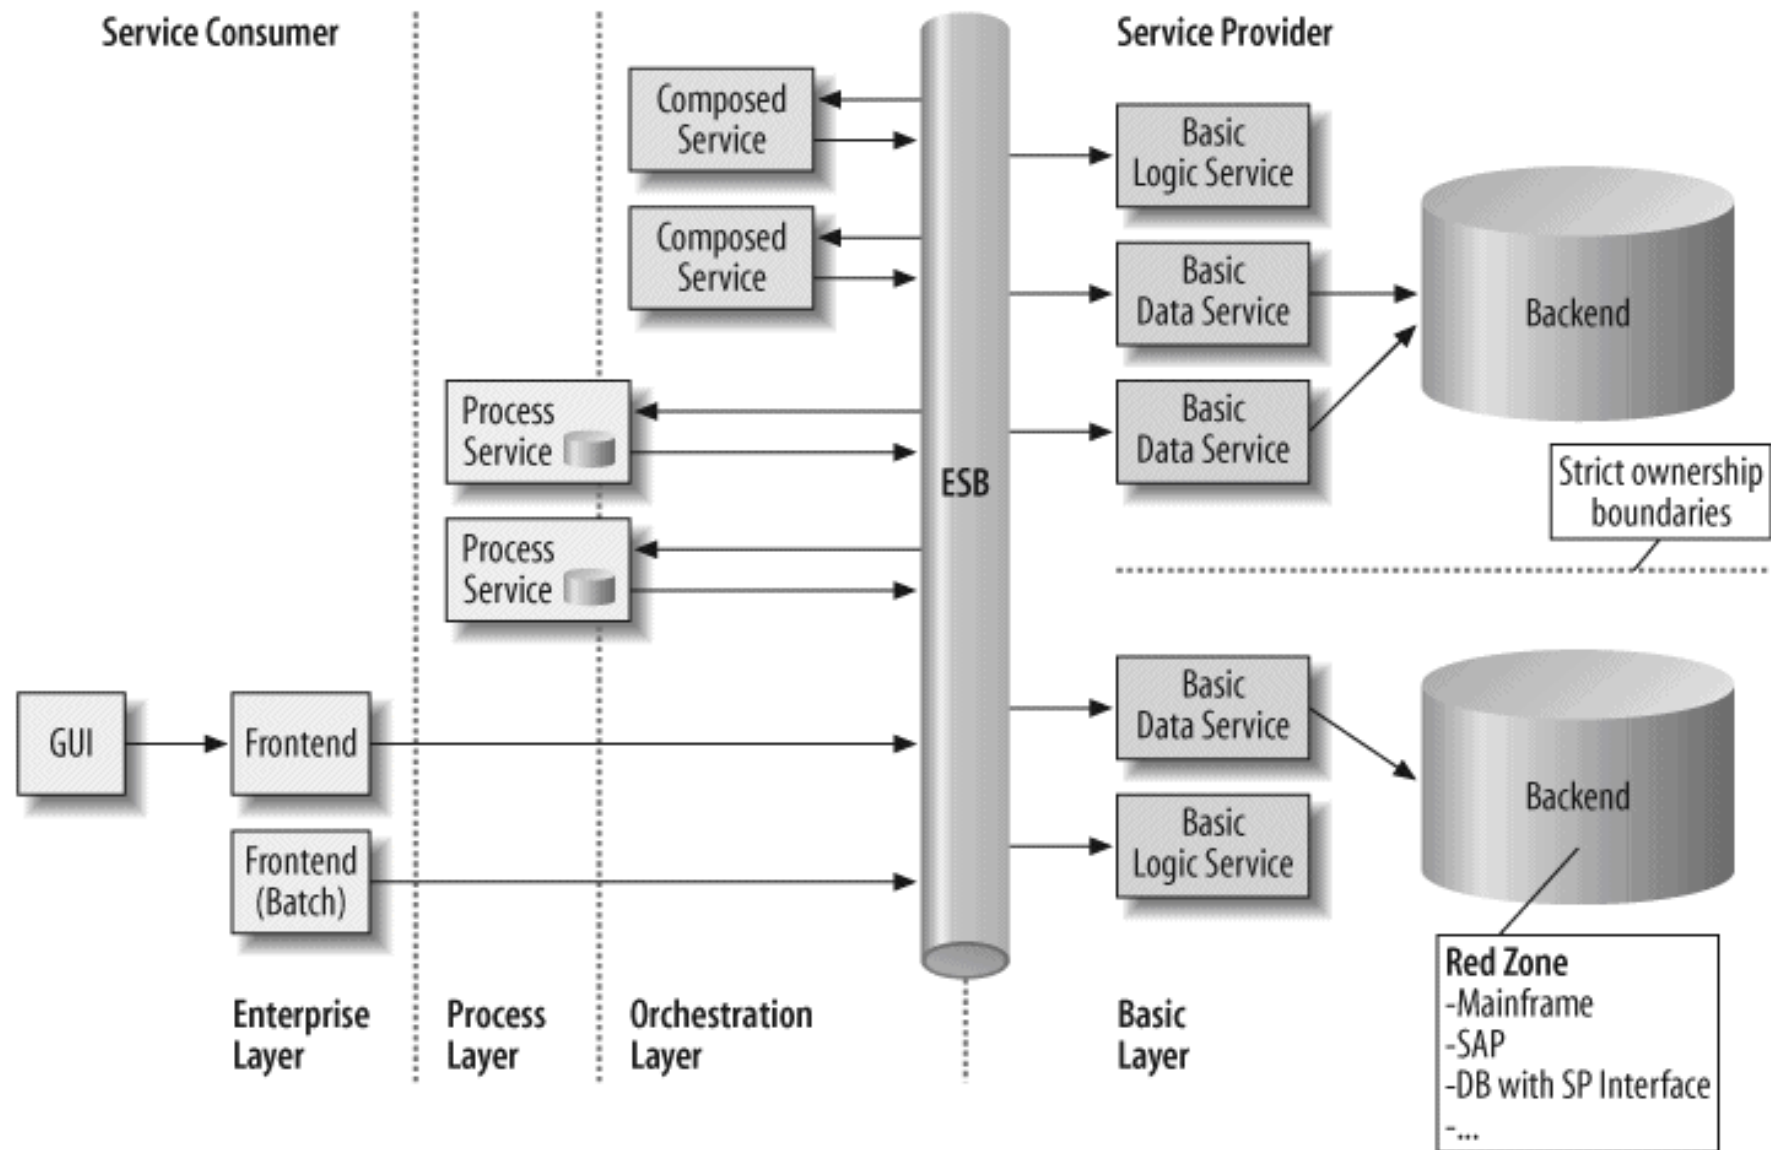 Service Consumer
Service Provider
Composed
Service
Composed
Service
Process
Service
Process
Service
GUI
Frontend
Frontend
(Batch)
ESB
Basic
Logic Service
Basic
Data Service
Basic
Data Service
Backend
Strict ownership
boundaries
Basic
Data Service
Basic
Logic Service
Backend
Red Zone
-Mainframe
-SAP
-DB with SP Interface
-...
Enterprise
Layer
Process
Layer
Orchestration
Layer
Basic
Layer